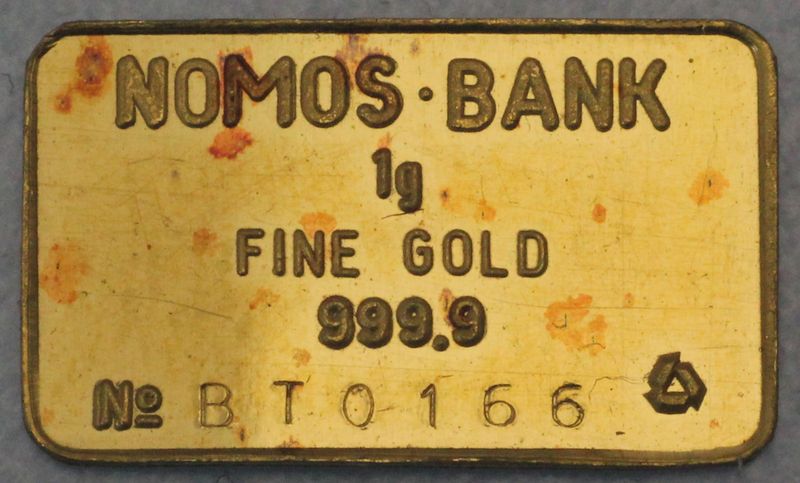 NOMOS·BANK
1g
FINE GOLD
999.9
No BT0166